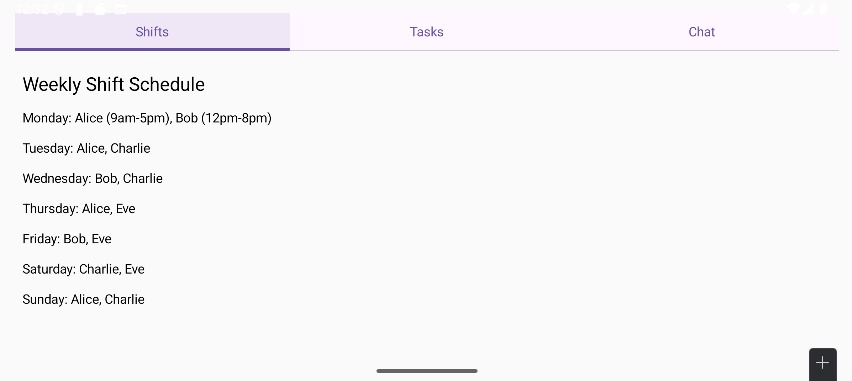 Shifts
Tasks
Chat
Weekly Shift Schedule
Monday: Alice (9am-5pm), Bob (12pm-8pm)
Tuesday: Alice, Charlie
Wednesday: Bob, Charlie
Thursday: Alice, Eve
Friday: Bob, Eve
Saturday: Charlie, Eve
Sunday: Alice, Charlie